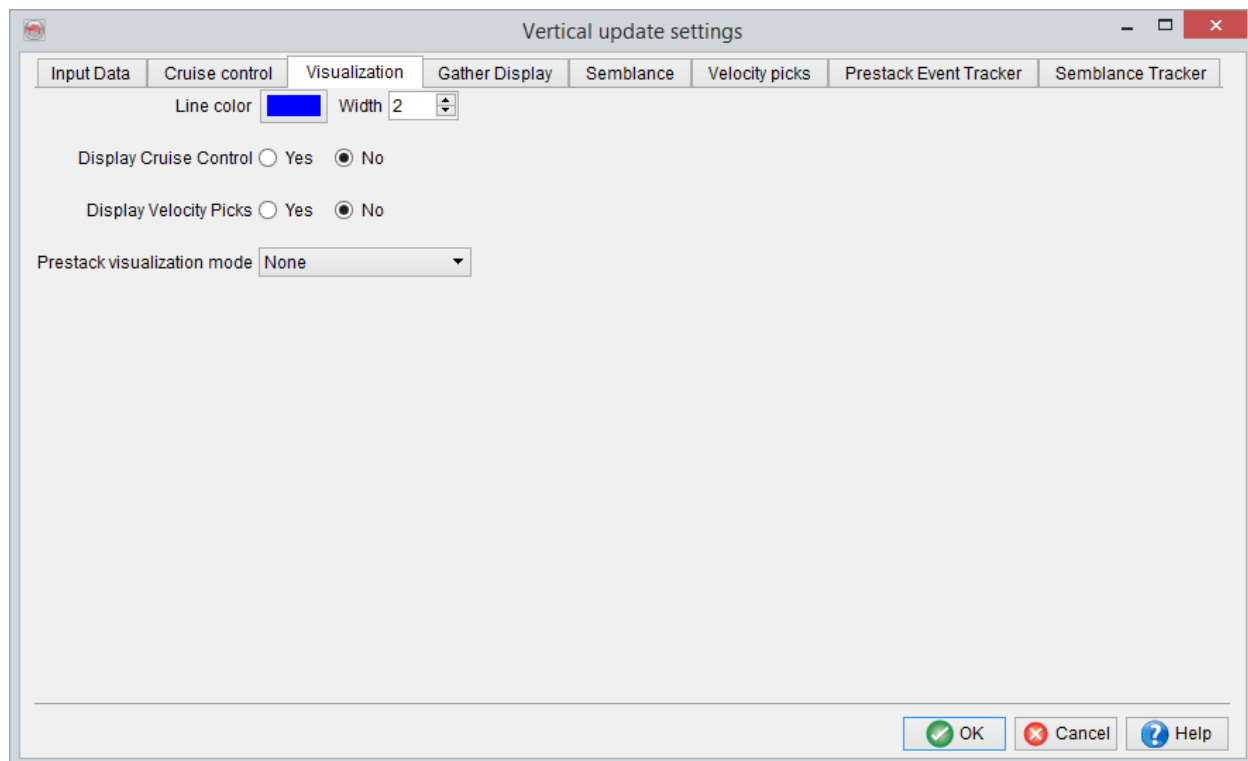 Vertical update settings
Input Data Cruise control Visualization Gather Display Semblance Velocity picks Prestack Event Tracker Semblance Tracker
Line color Width 2
Display Cruise Control Yes No
Display Velocity Picks Yes No
Prestack visualization mode None
OK Cancel Help